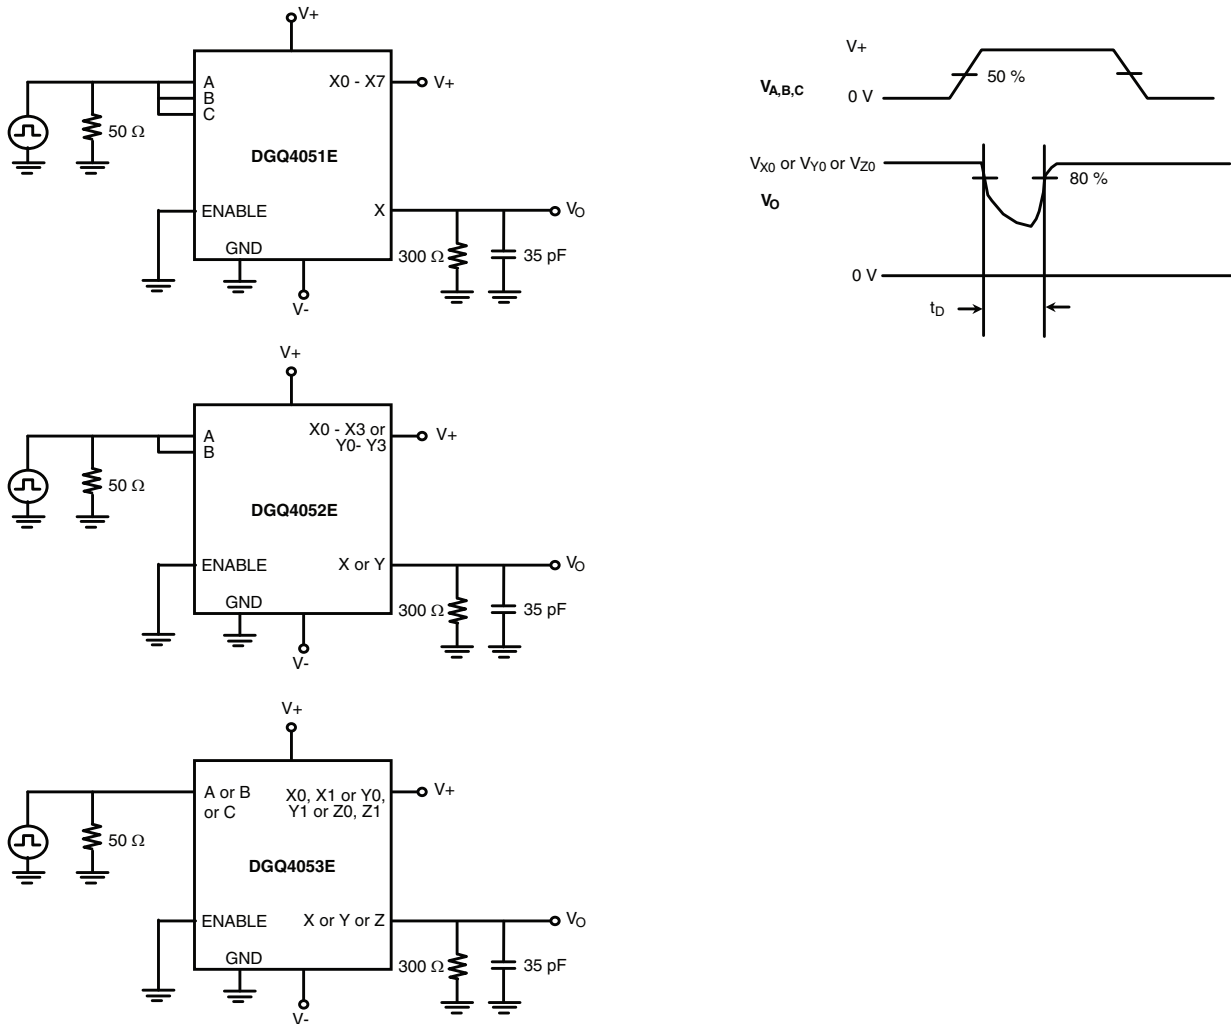 V+
A
B
C
X0 - X7
V+
50 Ω
DGQ4051E
ENABLE
X
VO
GND
300 Ω
35 pF
V-
V+
A
B
X0 - X3 or
Y0- Y3
V+
50 Ω
DGQ4052E
ENABLE
X or Y
VO
GND
300 Ω
35 pF
V-
V+
A or B
or C
X0, X1 or Y0,
Y1 or Z0, Z1
V+
50 Ω
DGQ4053E
ENABLE
X or Y or Z
VO
GND
300 Ω
35 pF
V-
V+
VA,B,C
50 %
0 V
VX0 or VY0 or VZ0
VO
80 %
0 V
tD